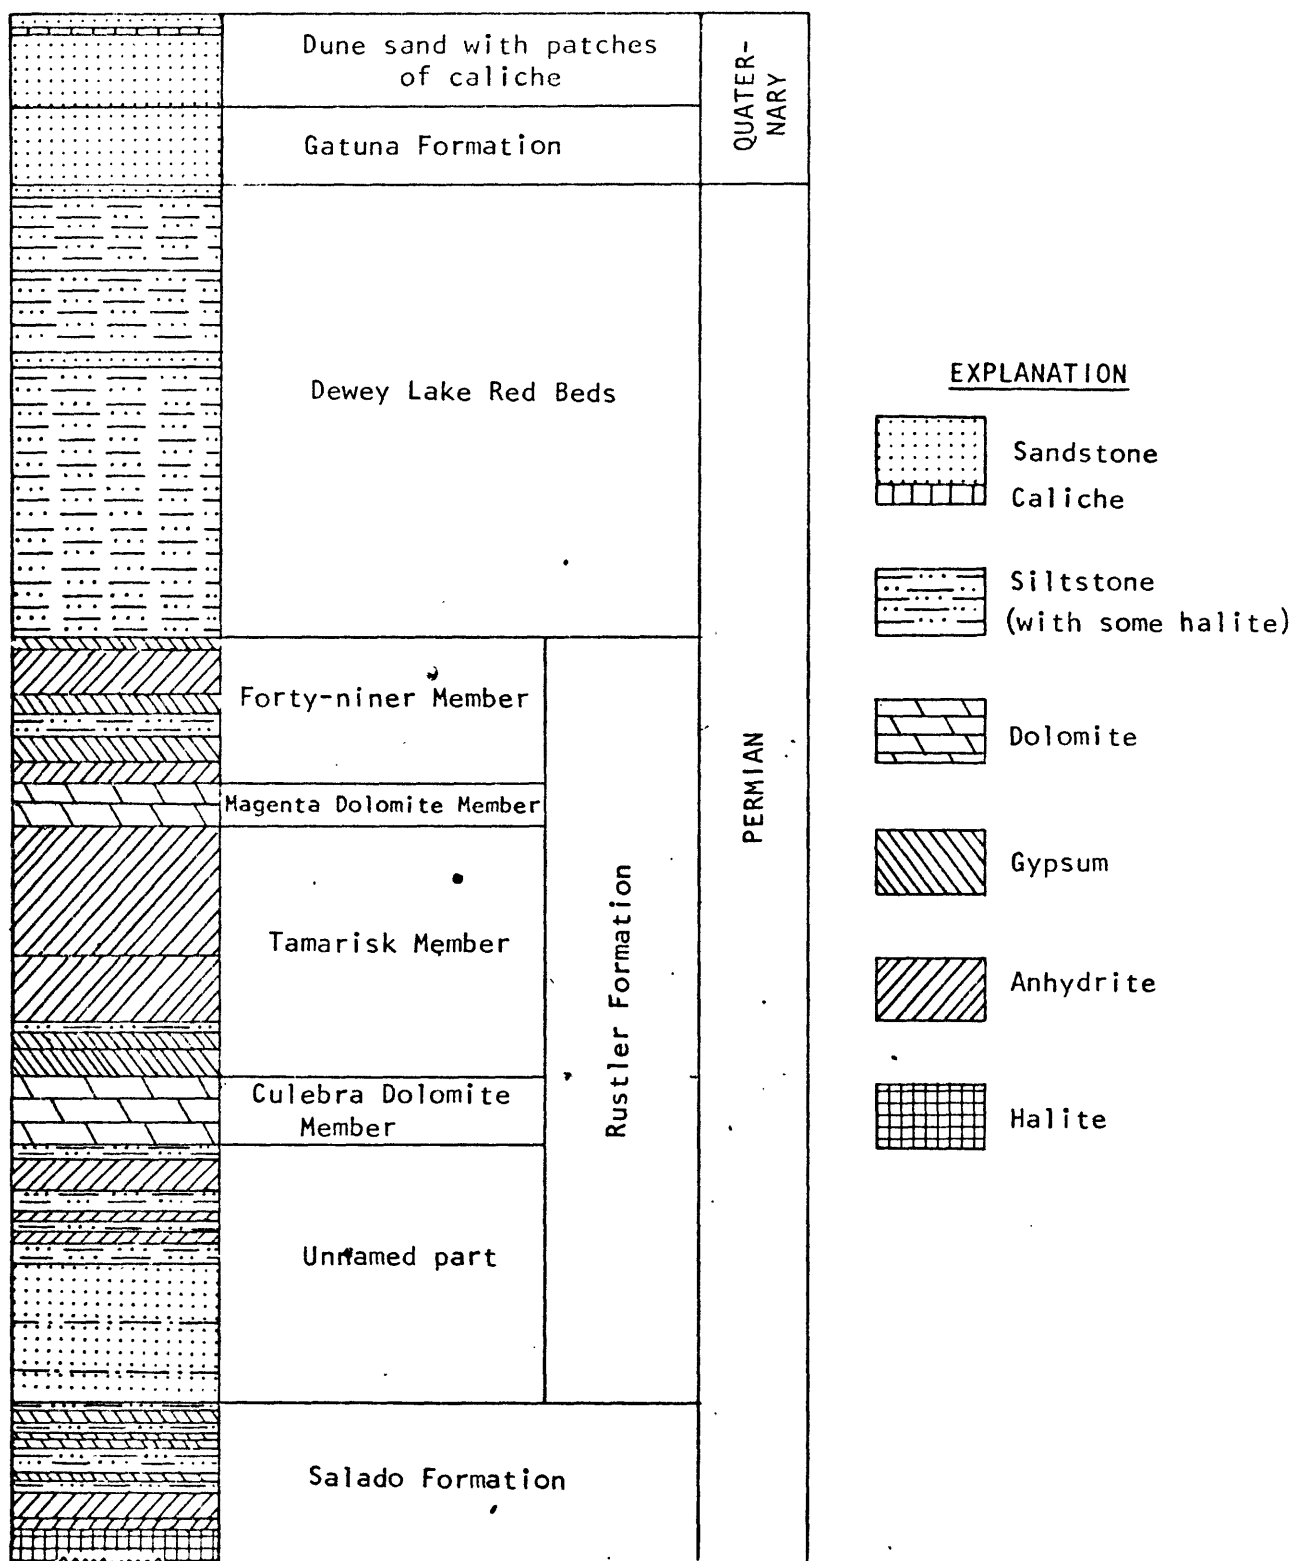 Dune sand with patches
of caliche
QUATER-
NARY
Gatuna Formation
Dewey Lake Red Beds
Forty-niner Member
Magenta Dolomite Member
Tamarisk Member
Culebra Dolomite
Member
Unnamed part
Rustler Formation
Salado Formation
PERMIAN
EXPLANATION
Sandstone
Caliche
Siltstone
(with some halite)
Dolomite
Gypsum
Anhydrite
Halite